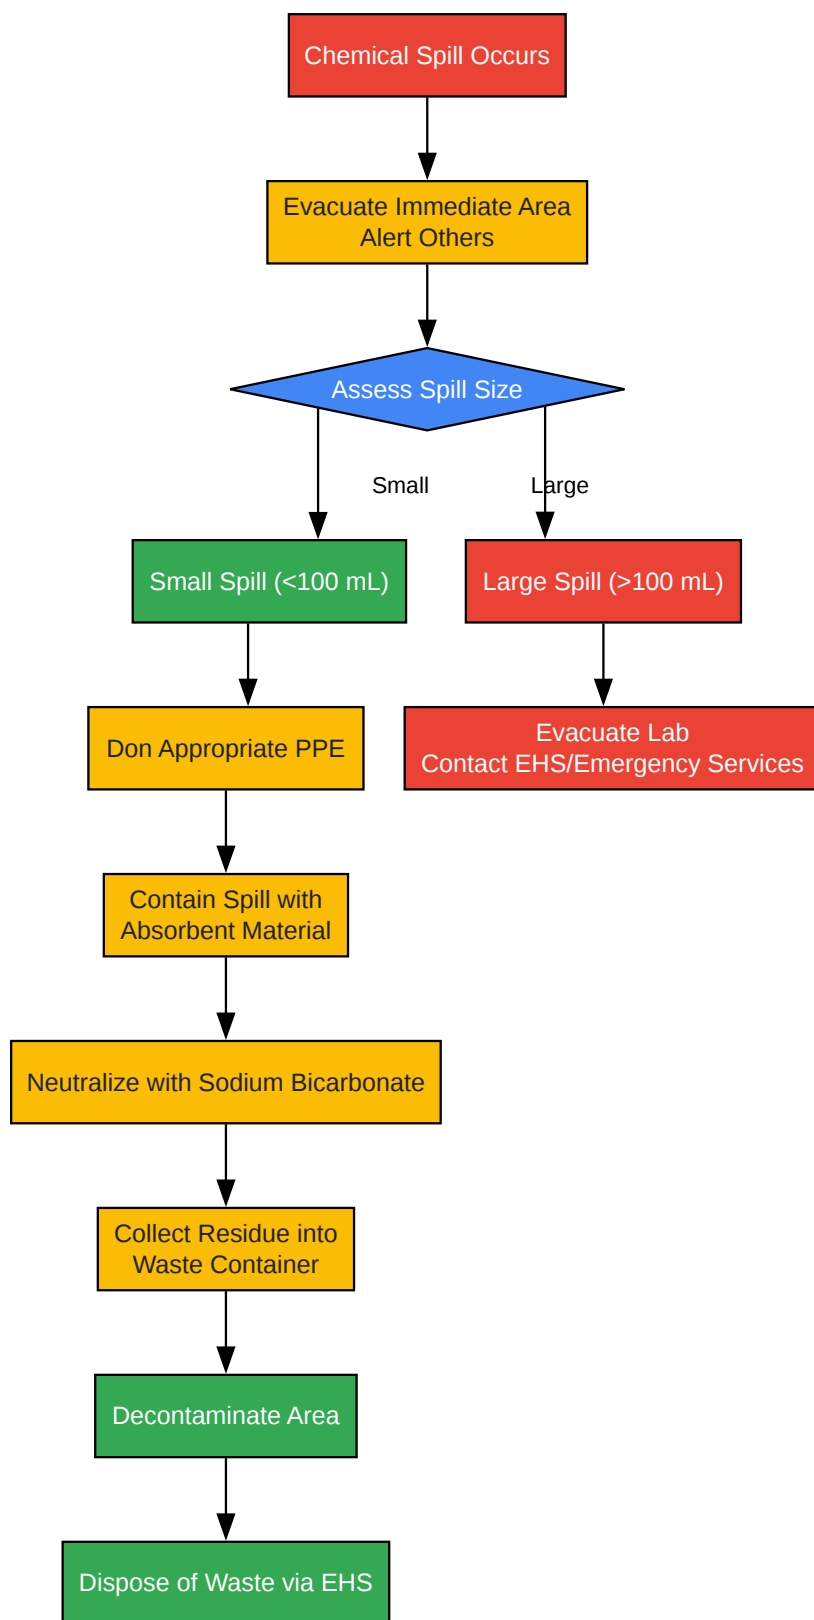 Chemical Spill Occurs
Evacuate Immediate Area
Alert Others
Assess Spill Size
Small
Large
Small Spill (<100 mL)
Large Spill (>100 mL)
Don Appropriate PPE
Evacuate Lab
Contact EHS/Emergency Services
Contain Spill with
Absorbent Material
Neutralize with Sodium Bicarbonate
Collect Residue into
Waste Container
Decontaminate Area
Dispose of Waste via EHS